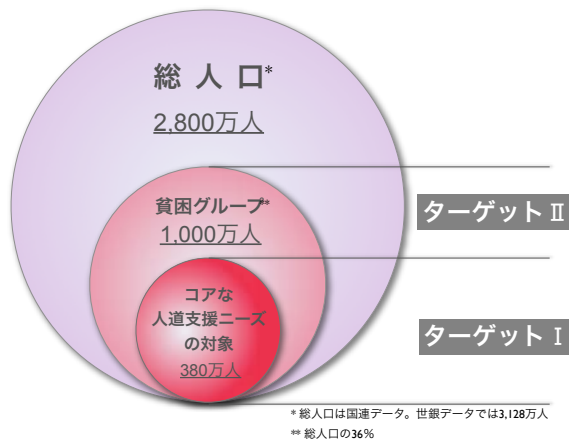 総人口*
2,800万人
貧困グループ**
1,000万人
ターゲット Ⅱ
コアな
人道支援ニーズ
の対象
380万人
ターゲット Ⅰ
* 総人口は国連データ。世銀データでは3,128万人
** 総人口の36%